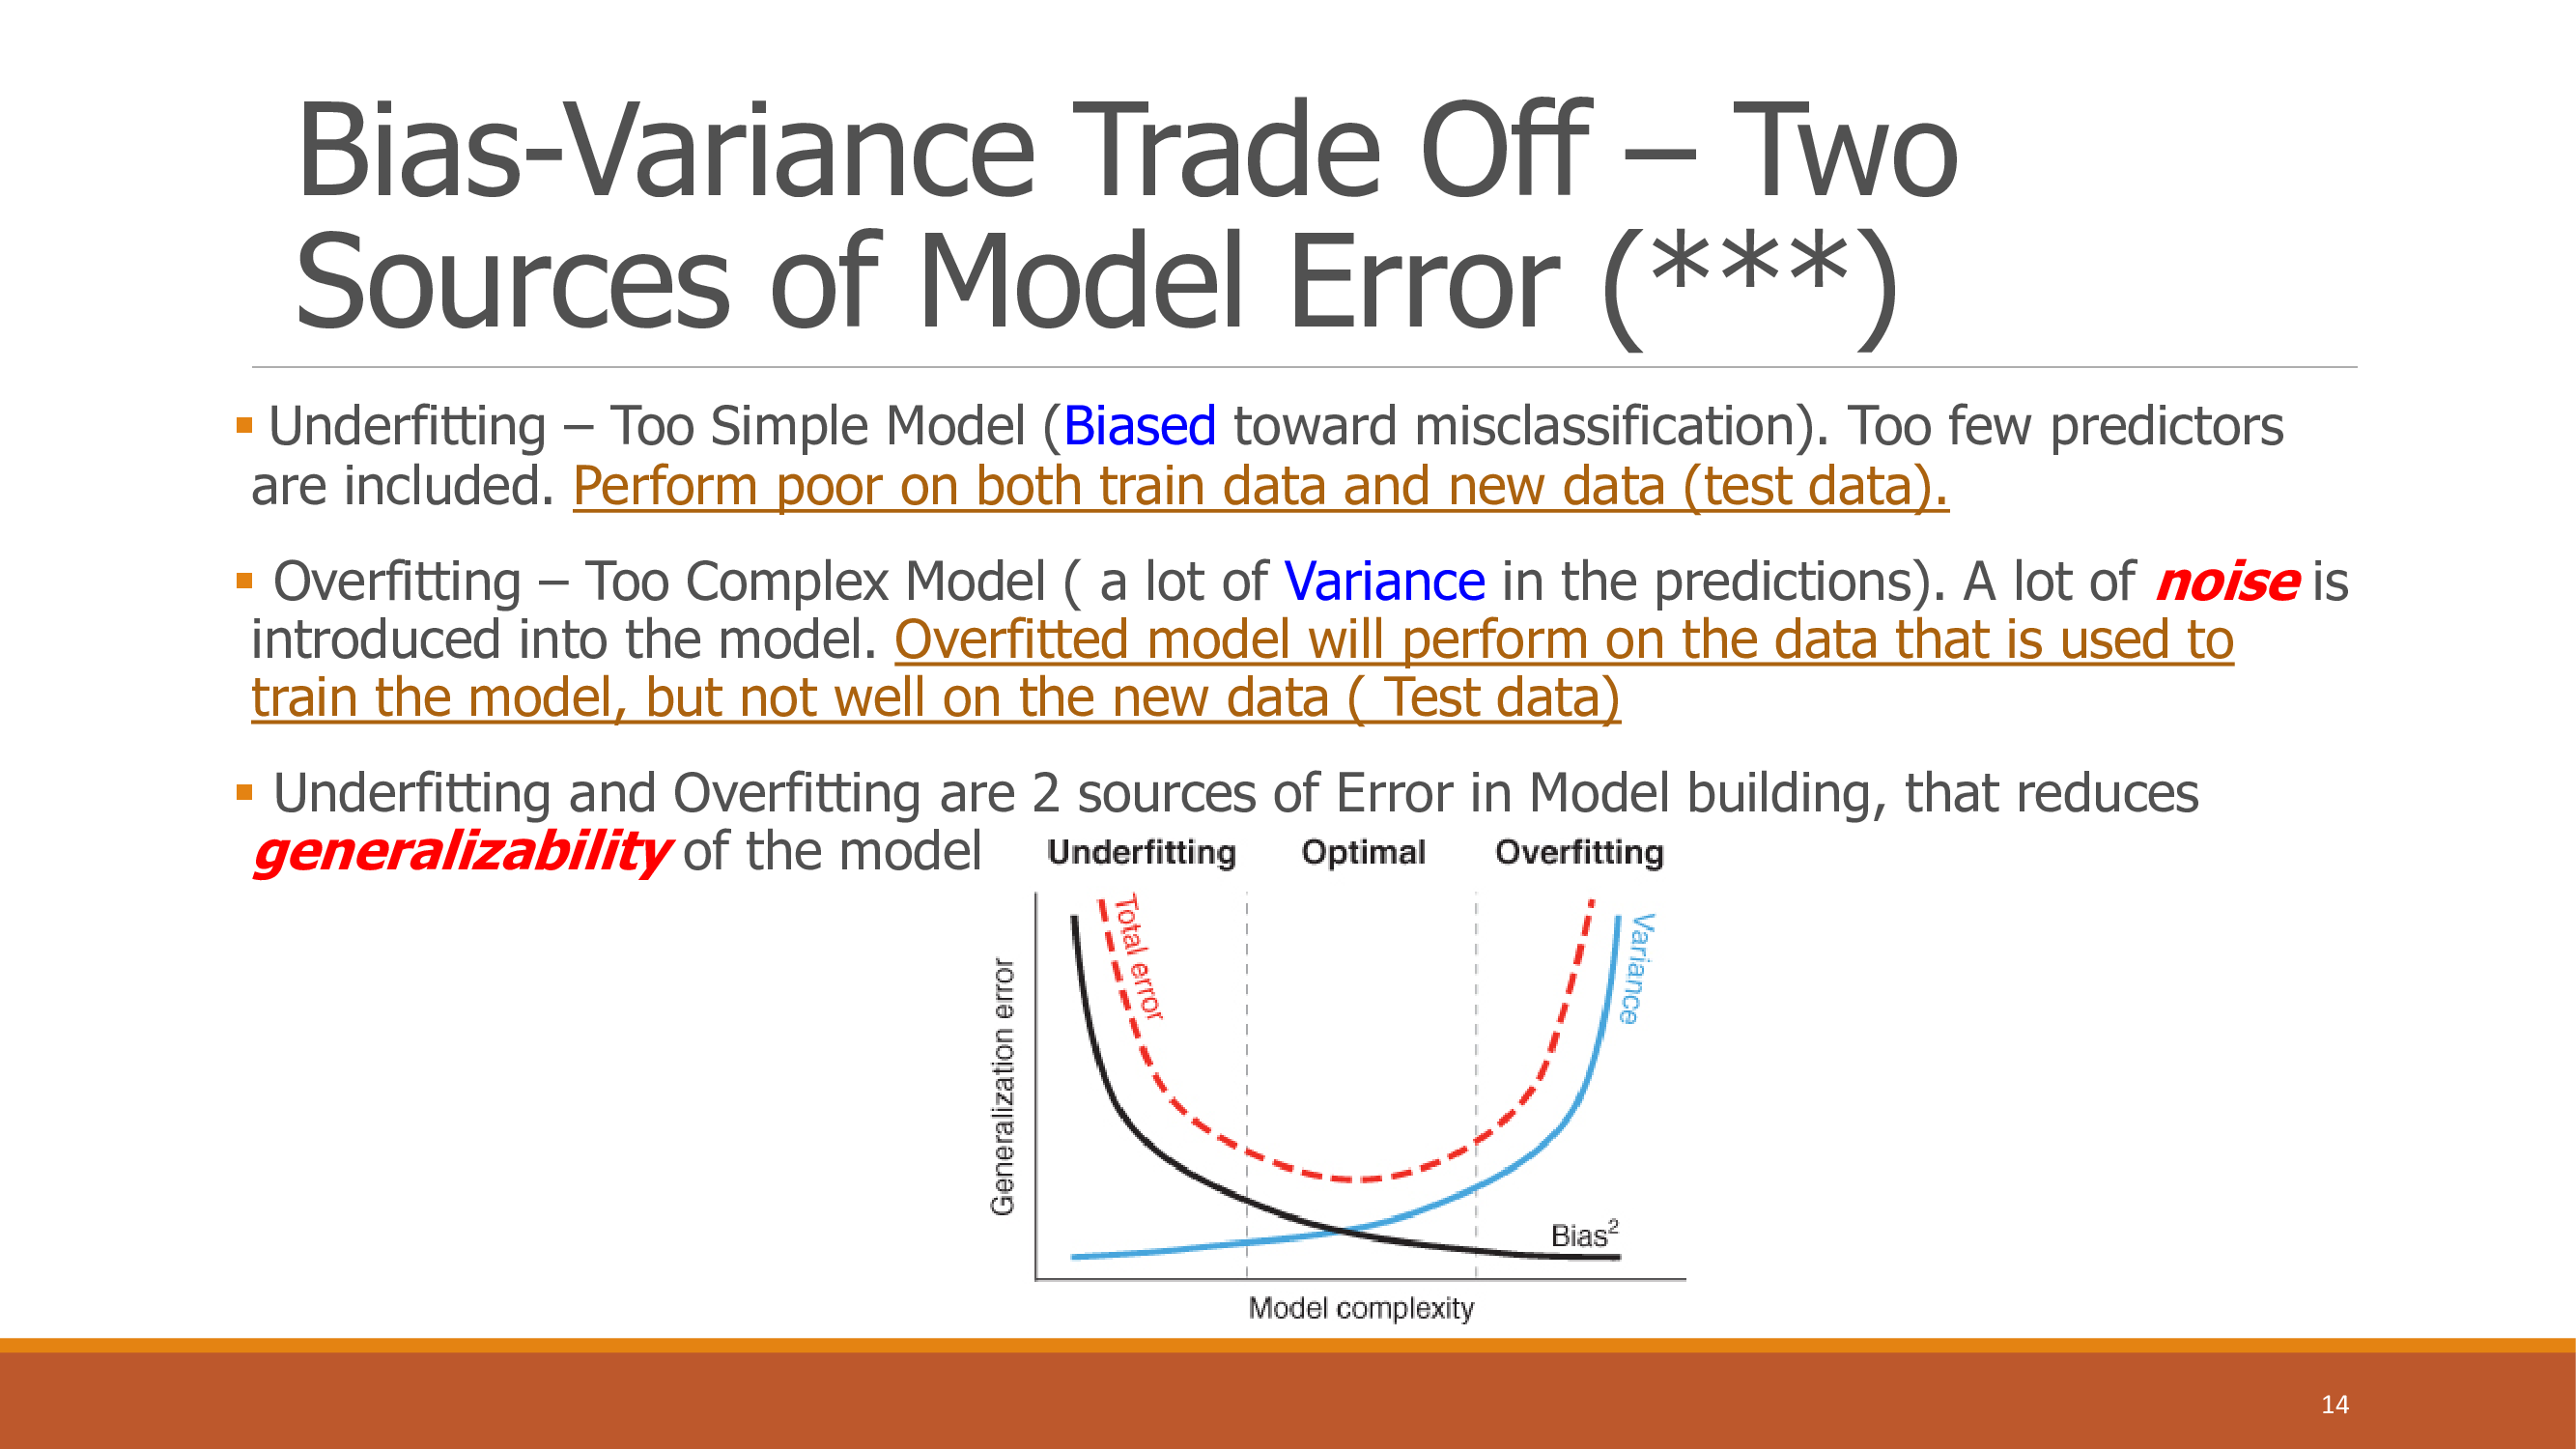 Bias-Variance Trade Off – Two
Sources of Model Error (***)
▪ Underfitting – Too Simple Model (Biased toward misclassification). Too few predictors
are included. Perform poor on both train data and new data (test data).
▪ Overfitting – Too Complex Model ( a lot of Variance in the predictions). A lot of noise is
introduced into the model. Overfitted model will perform on the data that is used to
train the model, but not well on the new data ( Test data)
▪ Underfitting and Overfitting are 2 sources of Error in Model building, that reduces
generalizability of the model
Underfitting Optimal Overfitting
Total error
Variance
Generalization error
Bias²
Model complexity
14